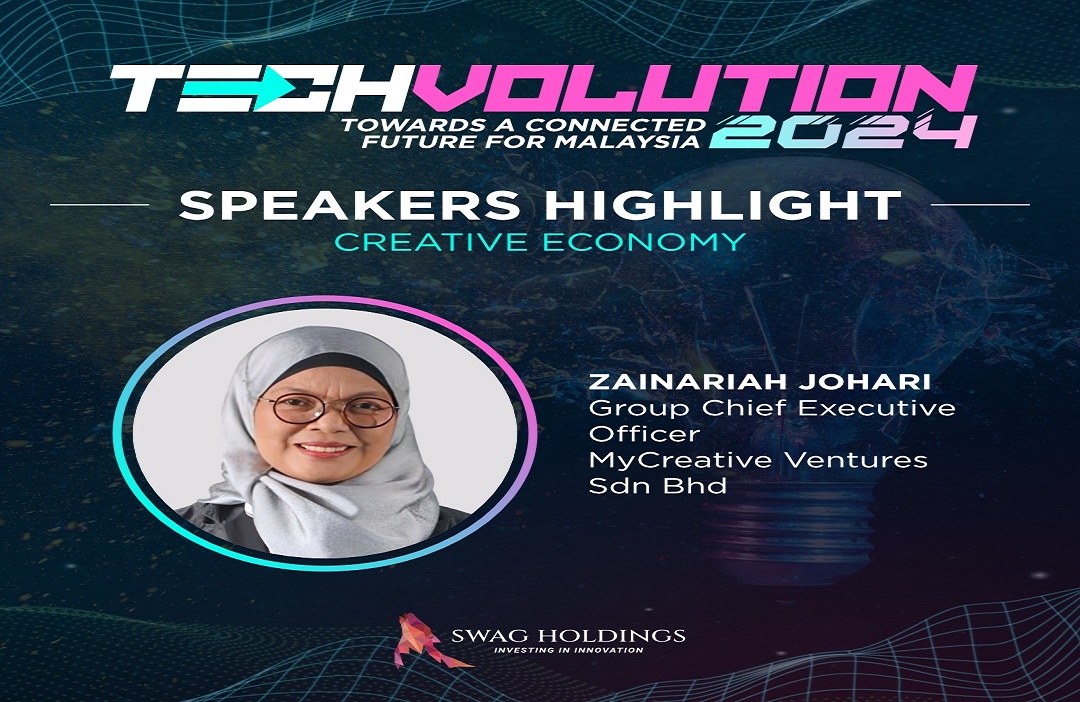 TECHVOLUTION
TOWARDS A CONNECTED
FUTURE FOR MALAYSIA
2024
SPEAKERS HIGHLIGHT
CREATIVE ECONOMY
ZAINARIAH JOHARI
Group Chief Executive
Officer
MyCreative Ventures
Sdn Bhd
SWAG HOLDINGS
INVESTING IN INNOVATION